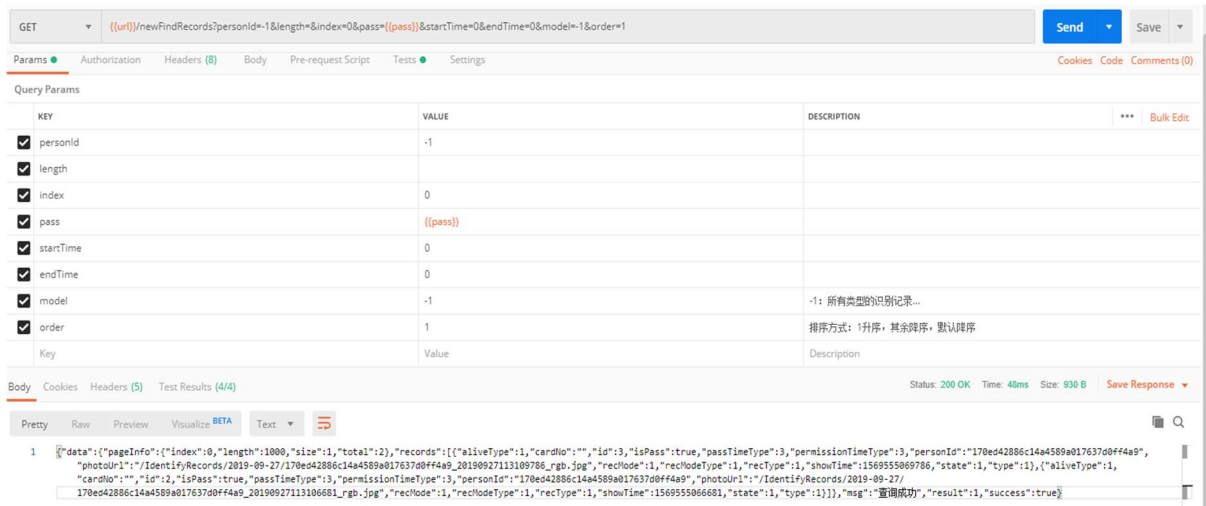 GET {{url}}/newFindRecords?personId=-1&length=&index=0&pass={{pass}}&startTime=0&endTime=0&model=-1&order=1 Send Save
Params Authorization Headers (8) Body Pre-request Script Tests Settings Cookies Code Comments (0)
Query Params
KEY VALUE DESCRIPTION ••• Bulk Edit
personId -1
length
index 0
pass {{pass}}
startTime 0
endTime 0
model -1 -1：所有类型的识别记录...
order 1 排序方式：1升序，其余降序，默认降序
Key Value Description
Body Cookies Headers (5) Test Results (4/4) Status: 200 OK Time: 48ms Size: 930 B Save Response
Pretty Raw Preview Visualize BETA Text
1 {"data":{"pageInfo":{"index":0,"length":1000,"size":1,"total":2},"records":[{"aliveType":1,"cardNo":"","id":3,"isPass":true,"passTimeType":3,"permissionTimeType":3,"personId":"170ed42886c14a4589a017637d0ff4a9",
"photoUrl":"/IdentifyRecords/2019-09-27/170ed42886c14a4589a017637d0ff4a9_20190927113109786_rgb.jpg","recMode":1,"recModeType":1,"recType":1,"showTime":1569555069786,"state":1,"type":1},{"aliveType":1,
"cardNo":"","id":2,"isPass":true,"passTimeType":3,"permissionTimeType":3,"personId":"170ed42886c14a4589a017637d0ff4a9","photoUrl":"/IdentifyRecords/2019-09-27/
170ed42886c14a4589a017637d0ff4a9_20190927113106681_rgb.jpg","recMode":1,"recModeType":1,"recType":1,"showTime":1569555066681,"state":1,"type":1}]},"msg":"查询成功","result":1,"success":true}